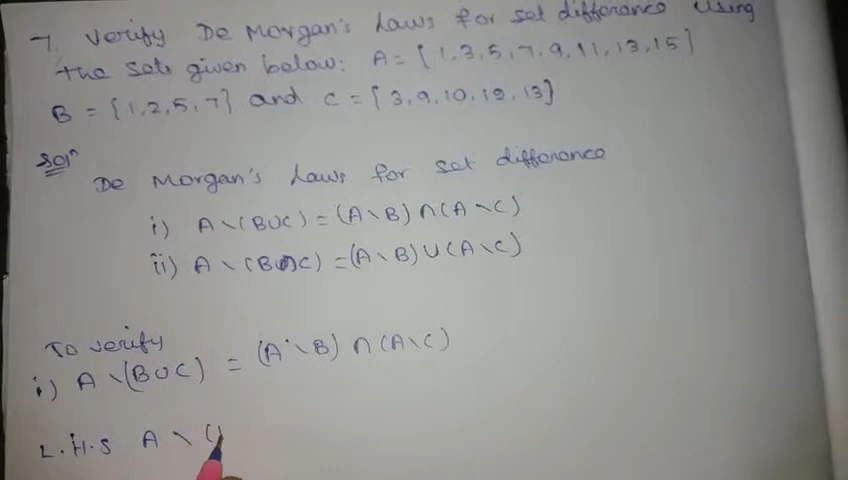 7. Verify De Morgan's Laws for set difference using
the sets given below: A = {1,3,5,7,9,11,13,15}
B = {1,2,5,7} and C = {3,9,10,12,13}
Soln
De Morgan's Laws for set difference
i) A \ (B∪C) = (A \ B) ∩ (A \ C)
ii) A \ (B∩C) = (A \ B) ∪ (A \ C)
To verify
i) A \ (B∪C) = (A \ B) ∩ (A \ C)
L.H.S A \ (